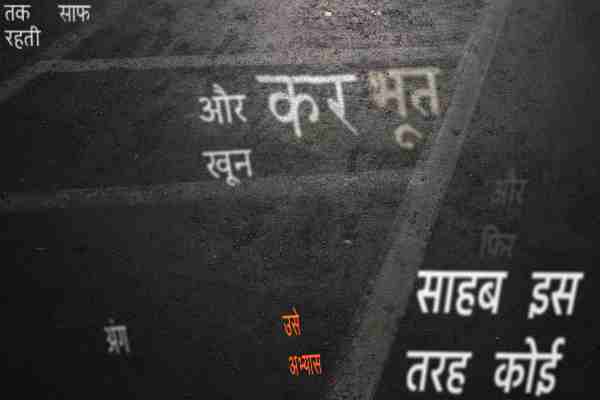 तक साफ
रहती
और कर भूत
खून
और
फिर
साहब इस
तरह कोई
उसे
अभ्यास
अंग